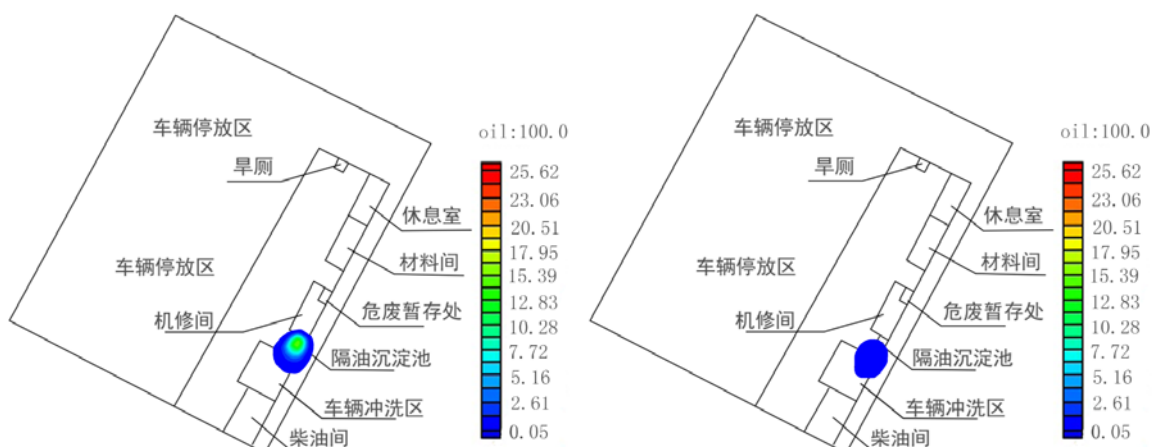 车辆停放区
旱厕
休息室
车辆停放区
材料间
机修间
危废暂存处
隔油沉淀池
车辆冲洗区
柴油间
oil:100.0
25.62
23.06
20.51
17.95
15.39
12.83
10.28
7.72
5.16
2.61
0.05
车辆停放区
旱厕
休息室
车辆停放区
材料间
机修间
危废暂存处
隔油沉淀池
车辆冲洗区
柴油间
oil:100.0
25.62
23.06
20.51
17.95
15.39
12.83
10.28
7.72
5.16
2.61
0.05